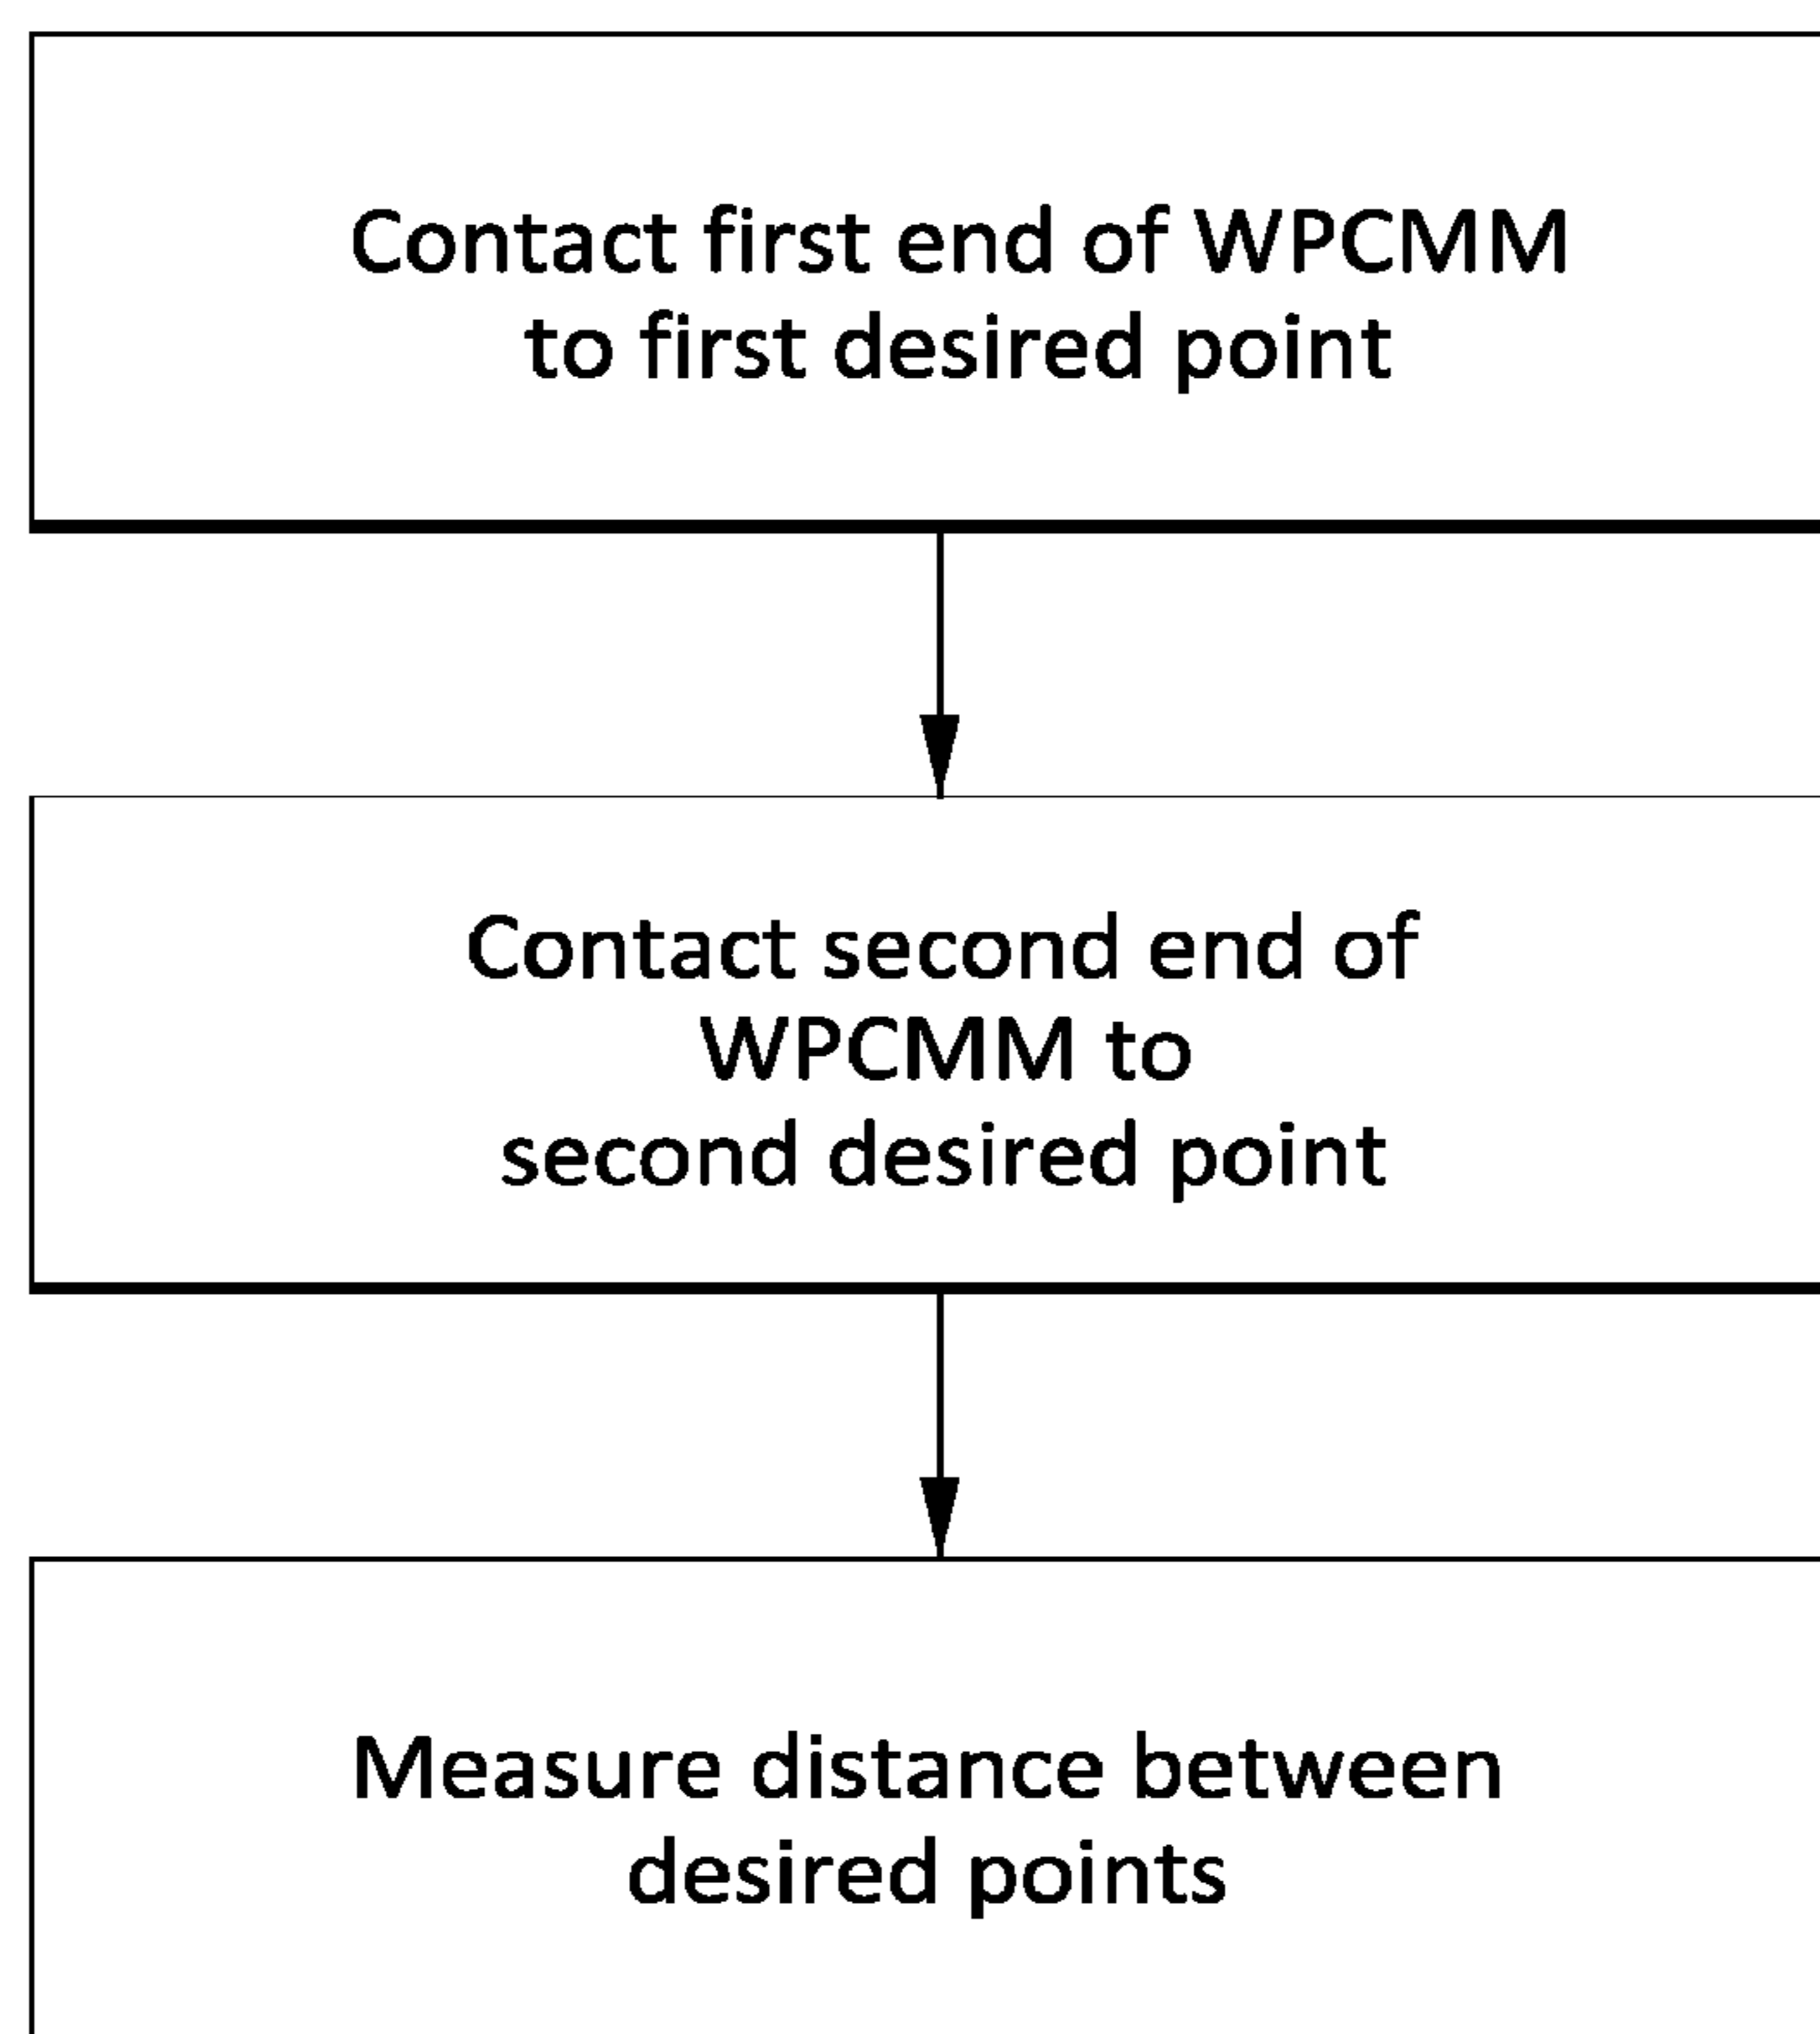 Contact first end of WPCMM
to first desired point
Contact second end of
WPCMM to
second desired point
Measure distance between
desired points